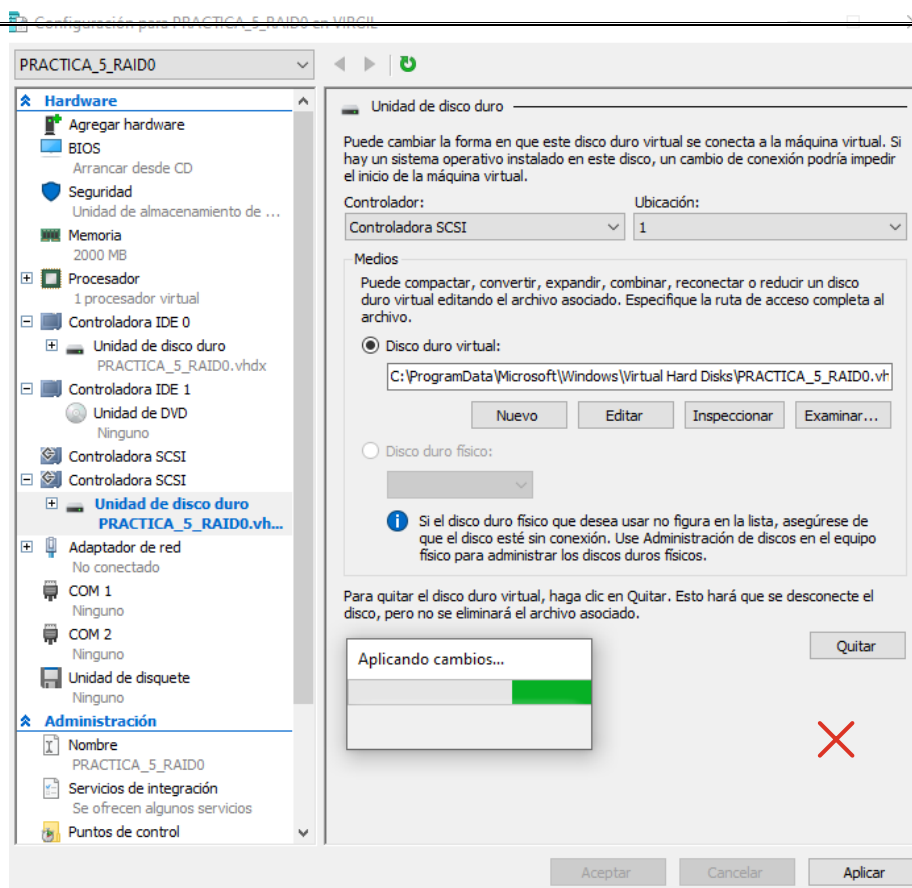 Configuración para PRACTICA_5_RAID0 en VIRGIL
PRACTICA_5_RAID0
Hardware
Agregar hardware
BIOS
Arrancar desde CD
Seguridad
Unidad de almacenamiento de ...
Memoria
2000 MB
Procesador
1 procesador virtual
Controladora IDE 0
Unidad de disco duro
PRACTICA_5_RAID0.vhdx
Controladora IDE 1
Unidad de DVD
Ninguno
Controladora SCSI
Controladora SCSI
Unidad de disco duro
PRACTICA_5_RAID0.vh...
Adaptador de red
No conectado
COM 1
Ninguno
COM 2
Ninguno
Unidad de disquete
Ninguno
Administración
Nombre
PRACTICA_5_RAID0
Servicios de integración
Se ofrecen algunos servicios
Puntos de control
Unidad de disco duro
Puede cambiar la forma en que este disco duro virtual se conecta a la máquina virtual. Si
hay un sistema operativo instalado en este disco, un cambio de conexión podría impedir
el inicio de la máquina virtual.
Controlador:
Ubicación:
Controladora SCSI
1
Medios
Puede compactar, convertir, expandir, combinar, reconectar o reducir un disco
duro virtual editando el archivo asociado. Especifique la ruta de acceso completa al
archivo.
Disco duro virtual:
C:\ProgramData\Microsoft\Windows\Virtual Hard Disks\PRACTICA_5_RAID0.vh
Nuevo
Editar
Inspeccionar
Examinar...
Disco duro físico:
Si el disco duro físico que desea usar no figura en la lista, asegúrese de
que el disco esté sin conexión. Use Administración de discos en el equipo
físico para administrar los discos duros físicos.
Para quitar el disco duro virtual, haga clic en Quitar. Esto hará que se desconecte el
disco, pero no se eliminará el archivo asociado.
Quitar
Aplicando cambios...
Aceptar
Cancelar
Aplicar